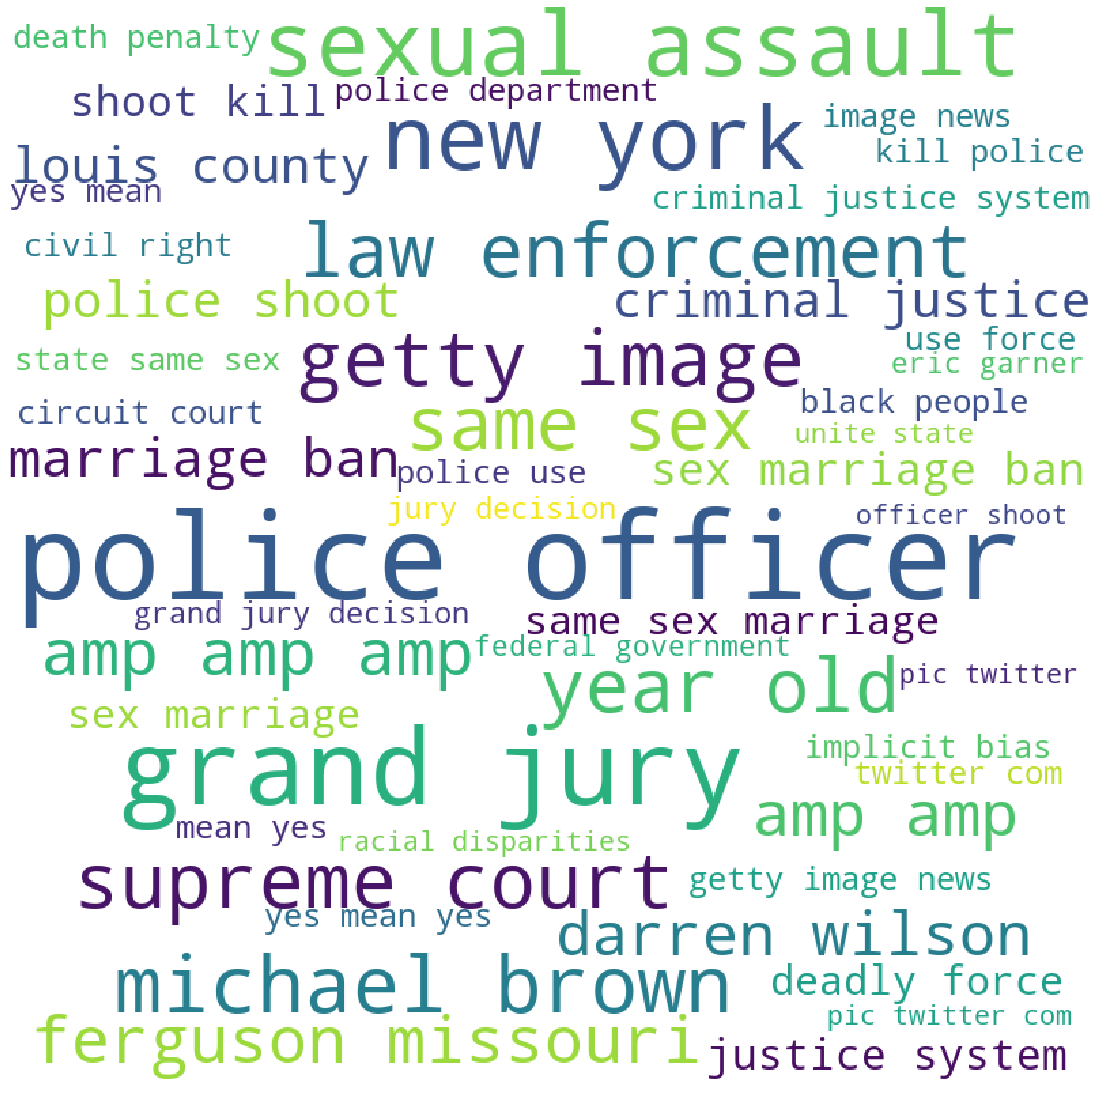 death penalty
sexual assault
shoot kill
police department
new york
image news
louis county
kill police
yes mean
criminal justice system
civil right
law enforcement
police shoot
criminal justice
state same sex
getty image
use force
eric garner
circuit court
same sex
black people
unite state
marriage ban
police use
sex marriage ban
jury decision
officer shoot
police officer
grand jury decision
same sex marriage
amp amp amp
federal government
year old
pic twitter
sex marriage
grand jury
implicit bias
twitter com
mean yes
racial disparities
amp amp
supreme court
getty image news
yes mean yes
darren wilson
michael brown
deadly force
pic twitter com
ferguson missouri
justice system